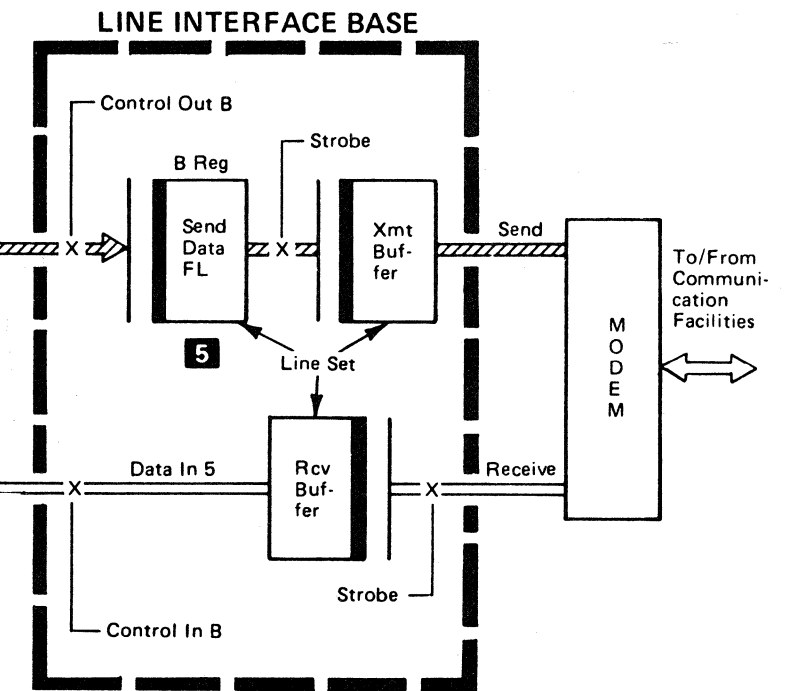 LINE INTERFACE BASE
Control Out B
Strobe
B Reg
Send
Data
FL
Xmt
Buf-
fer
Send
To/From
Communi-
cation
Facilities
M
O
D
E
M
5
Line Set
Data In 5
Rcv
Buf-
fer
Receive
Strobe
Control In B
X
X
X
X